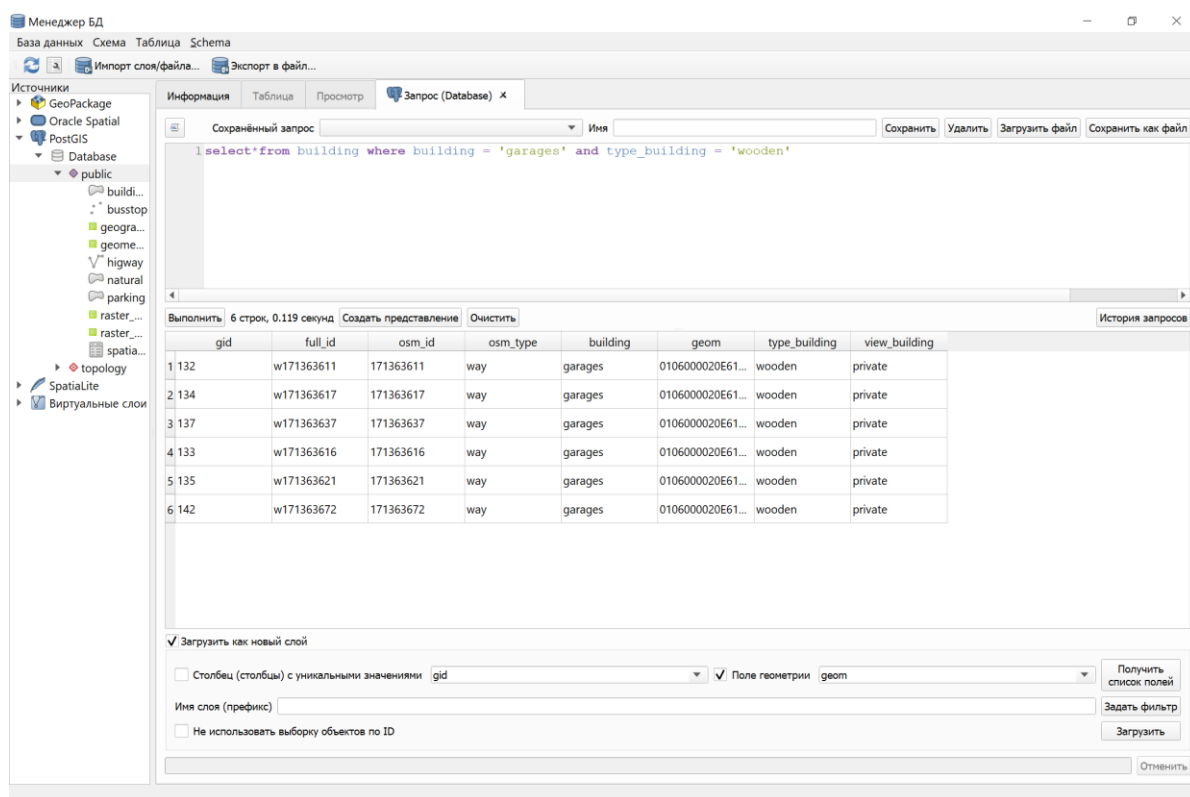 Менеджер БД
База данных Схема Таблица Schema
Импорт слоя/файла... Экспорт в файл...
Источники
GeoPackage
Oracle Spatial
PostGIS
Database
public
buildi...
busstop
geogra...
geome...
higway
natural
parking
raster_...
raster_...
spatia...
topology
SpatiaLite
Виртуальные слои
Информация Таблица Просмотр Запрос (Database)
Сохранённый запрос Имя Сохранить Удалить Загрузить файл Сохранить как файл
1 select*from building where building = 'garages' and type_building = 'wooden'
Выполнить 6 строк, 0.119 секунд Создать представление Очистить История запросов
gid full_id osm_id osm_type building geom type_building view_building
1 132 w171363611 171363611 way garages 0106000020E61... wooden private
2 134 w171363617 171363617 way garages 0106000020E61... wooden private
3 137 w171363637 171363637 way garages 0106000020E61... wooden private
4 133 w171363616 171363616 way garages 0106000020E61... wooden private
5 135 w171363621 171363621 way garages 0106000020E61... wooden private
6 142 w171363672 171363672 way garages 0106000020E61... wooden private
Загрузить как новый слой
Столбец (столбцы) с уникальными значениями gid Поле геометрии geom Получить список полей
Имя слоя (префикс) Задать фильтр
Не использовать выборку объектов по ID Загрузить
Отменить